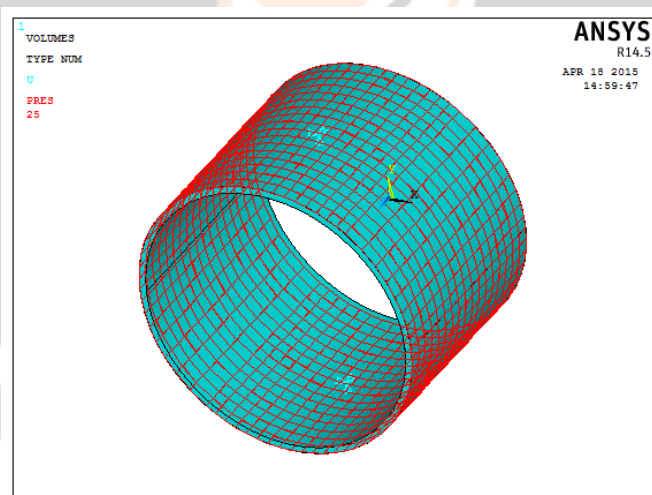 1
VOLUMES
TYPE NUM
U
PRES
25
ANSYS
R14.5
APR 18 2015
14:59:47